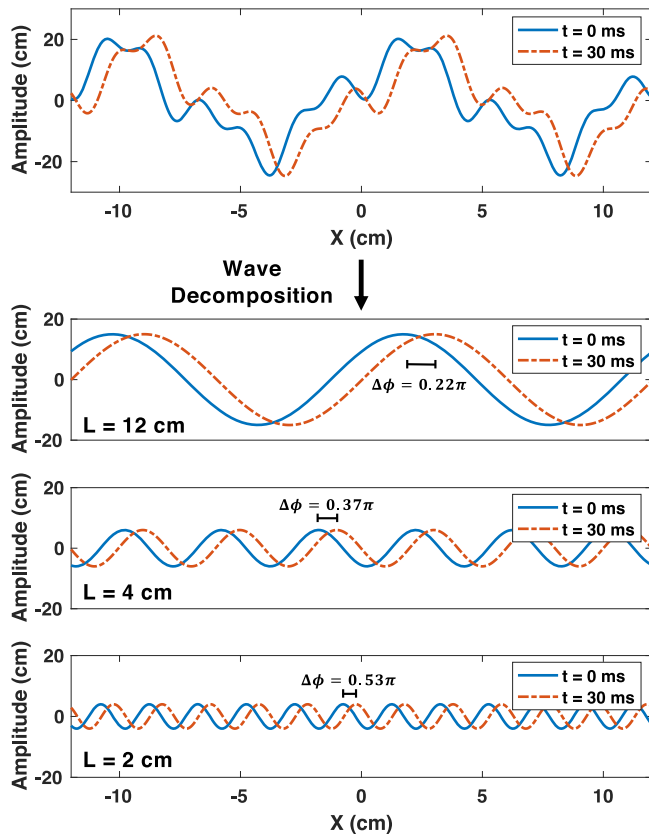 Amplitude (cm)
20
0
-20
t = 0 ms
t = 30 ms
-10
-5
0
5
10
X (cm)
Wave
Decomposition
Amplitude (cm)
20
0
-20
t = 0 ms
t = 30 ms
Δϕ = 0.22π
L = 12 cm
Amplitude (cm)
20
0
-20
Δϕ = 0.37π
t = 0 ms
t = 30 ms
L = 4 cm
Amplitude (cm)
20
0
-20
Δϕ = 0.53π
t = 0 ms
t = 30 ms
L = 2 cm
-10
-5
0
5
10
X (cm)